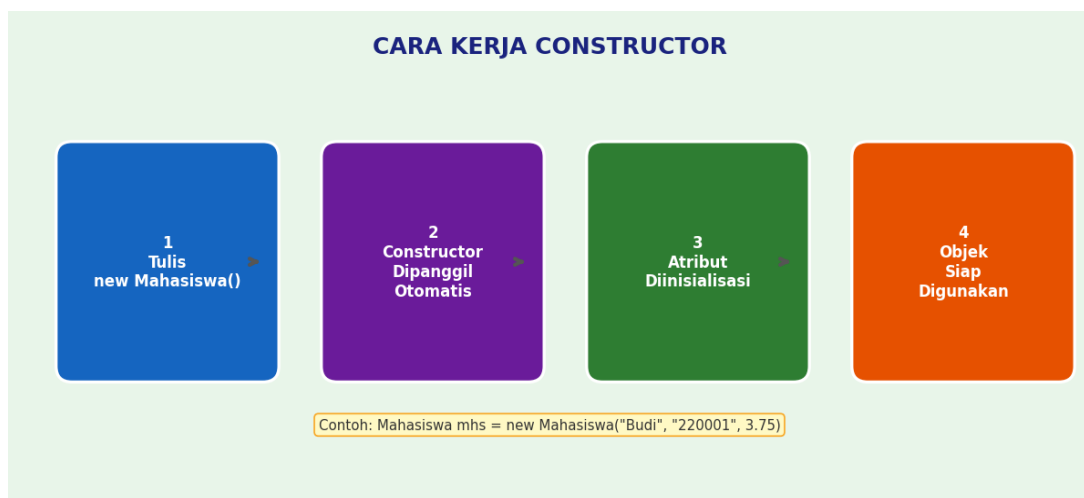 CARA KERJA CONSTRUCTOR
1
Tulis
new Mahasiswa()
2
Constructor
Dipanggil
Otomatis
3
Atribut
Diinisialisasi
4
Objek
Siap
Digunakan
Contoh: Mahasiswa mhs = new Mahasiswa("Budi", "220001", 3.75)